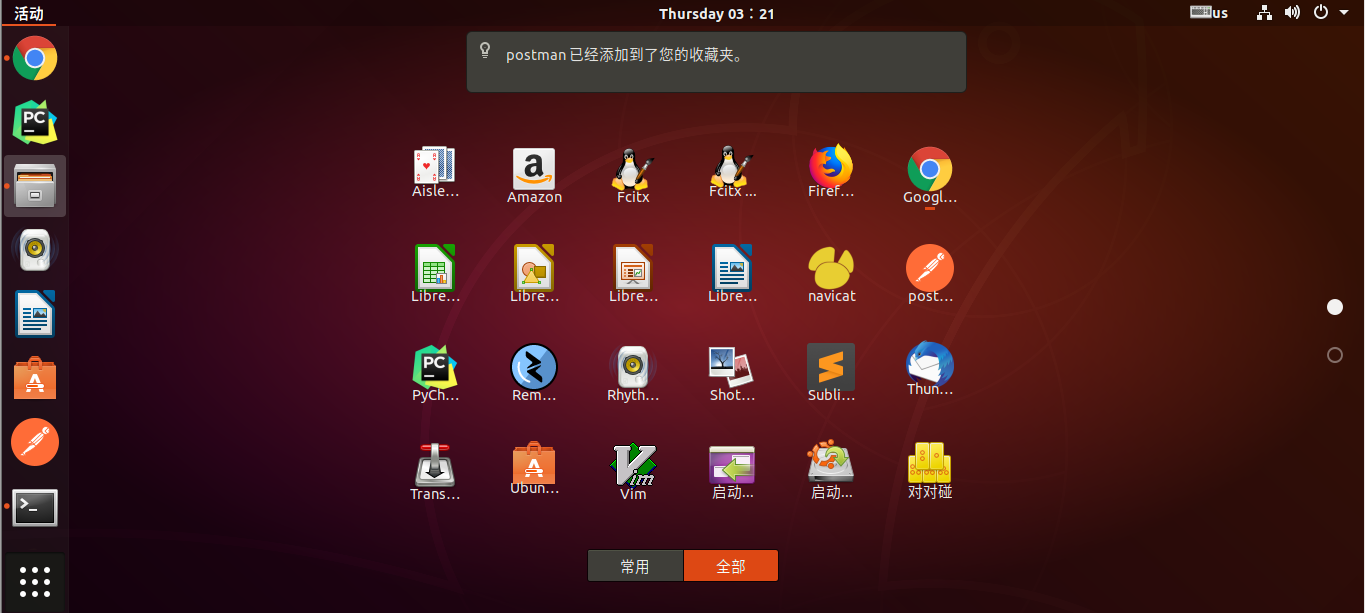 活动
Thursday 03：21
us
postman 已经添加到了您的收藏夹。
Aisle...
Amazon
Fcitx
Fcitx ...
Firef...
Googl...
Libre...
Libre...
Libre...
Libre...
navicat
post...
PyCh...
Rem...
Rhyth...
Shot...
Subli...
Thun...
Trans...
Ubun...
Vim
启动...
启动...
对对碰
常用
全部